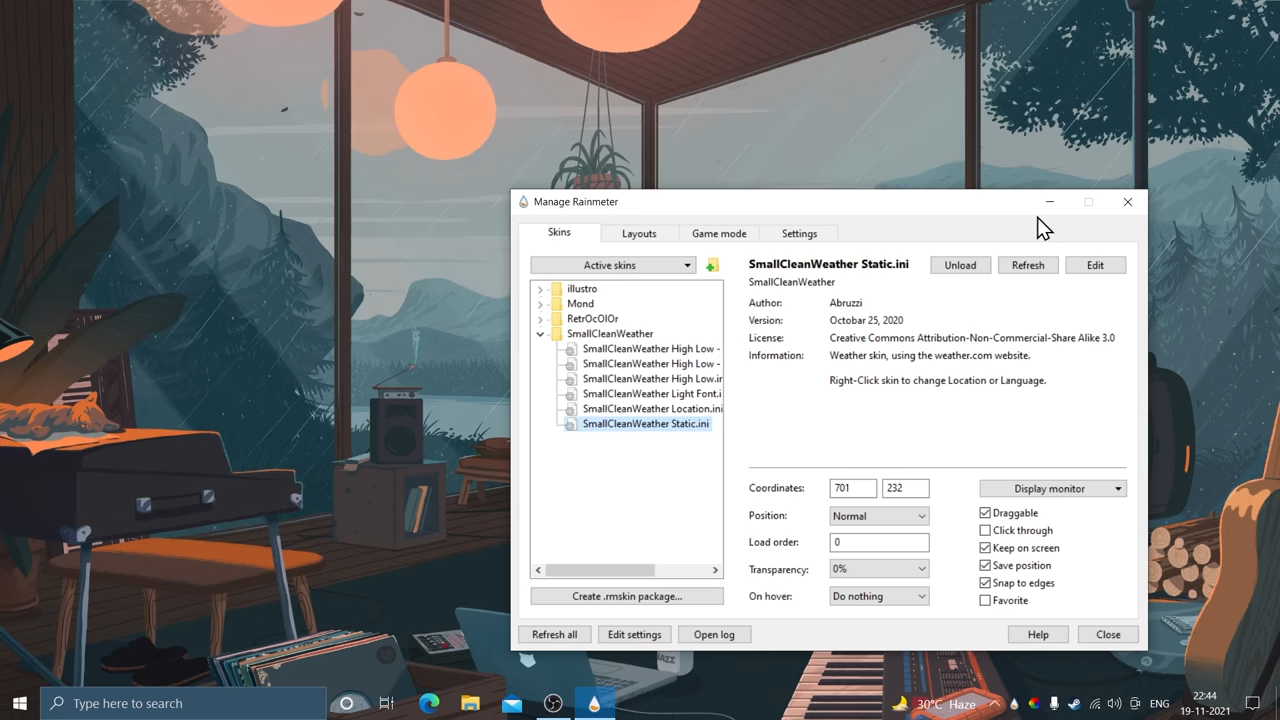 Manage Rainmeter
Skins
Layouts
Game mode
Settings
Active skins
illustro
Mond
RetrOcOlOr
SmallCleanWeather
SmallCleanWeather High Low -
SmallCleanWeather High Low -
SmallCleanWeather High Low.ir
SmallCleanWeather Light Font.i
SmallCleanWeather Location.ini
SmallCleanWeather Static.ini
Create .rmskin package...
SmallCleanWeather Static.ini
Unload
Refresh
Edit
SmallCleanWeather
Author: Abruzzi
Version: Octobar 25, 2020
License: Creative Commons Attribution-Non-Commercial-Share Alike 3.0
Information: Weather skin, using the weather.com website.
Right-Click skin to change Location or Language.
Coordinates: 701 232
Display monitor
Position: Normal
Draggable
Click through
Load order: 0
Keep on screen
Transparency: 0%
Save position
Snap to edges
On hover: Do nothing
Favorite
Refresh all
Edit settings
Open log
Help
Close
JAZZ
Type here to search
30°C Haze
ENG
22:44
19-11-2021